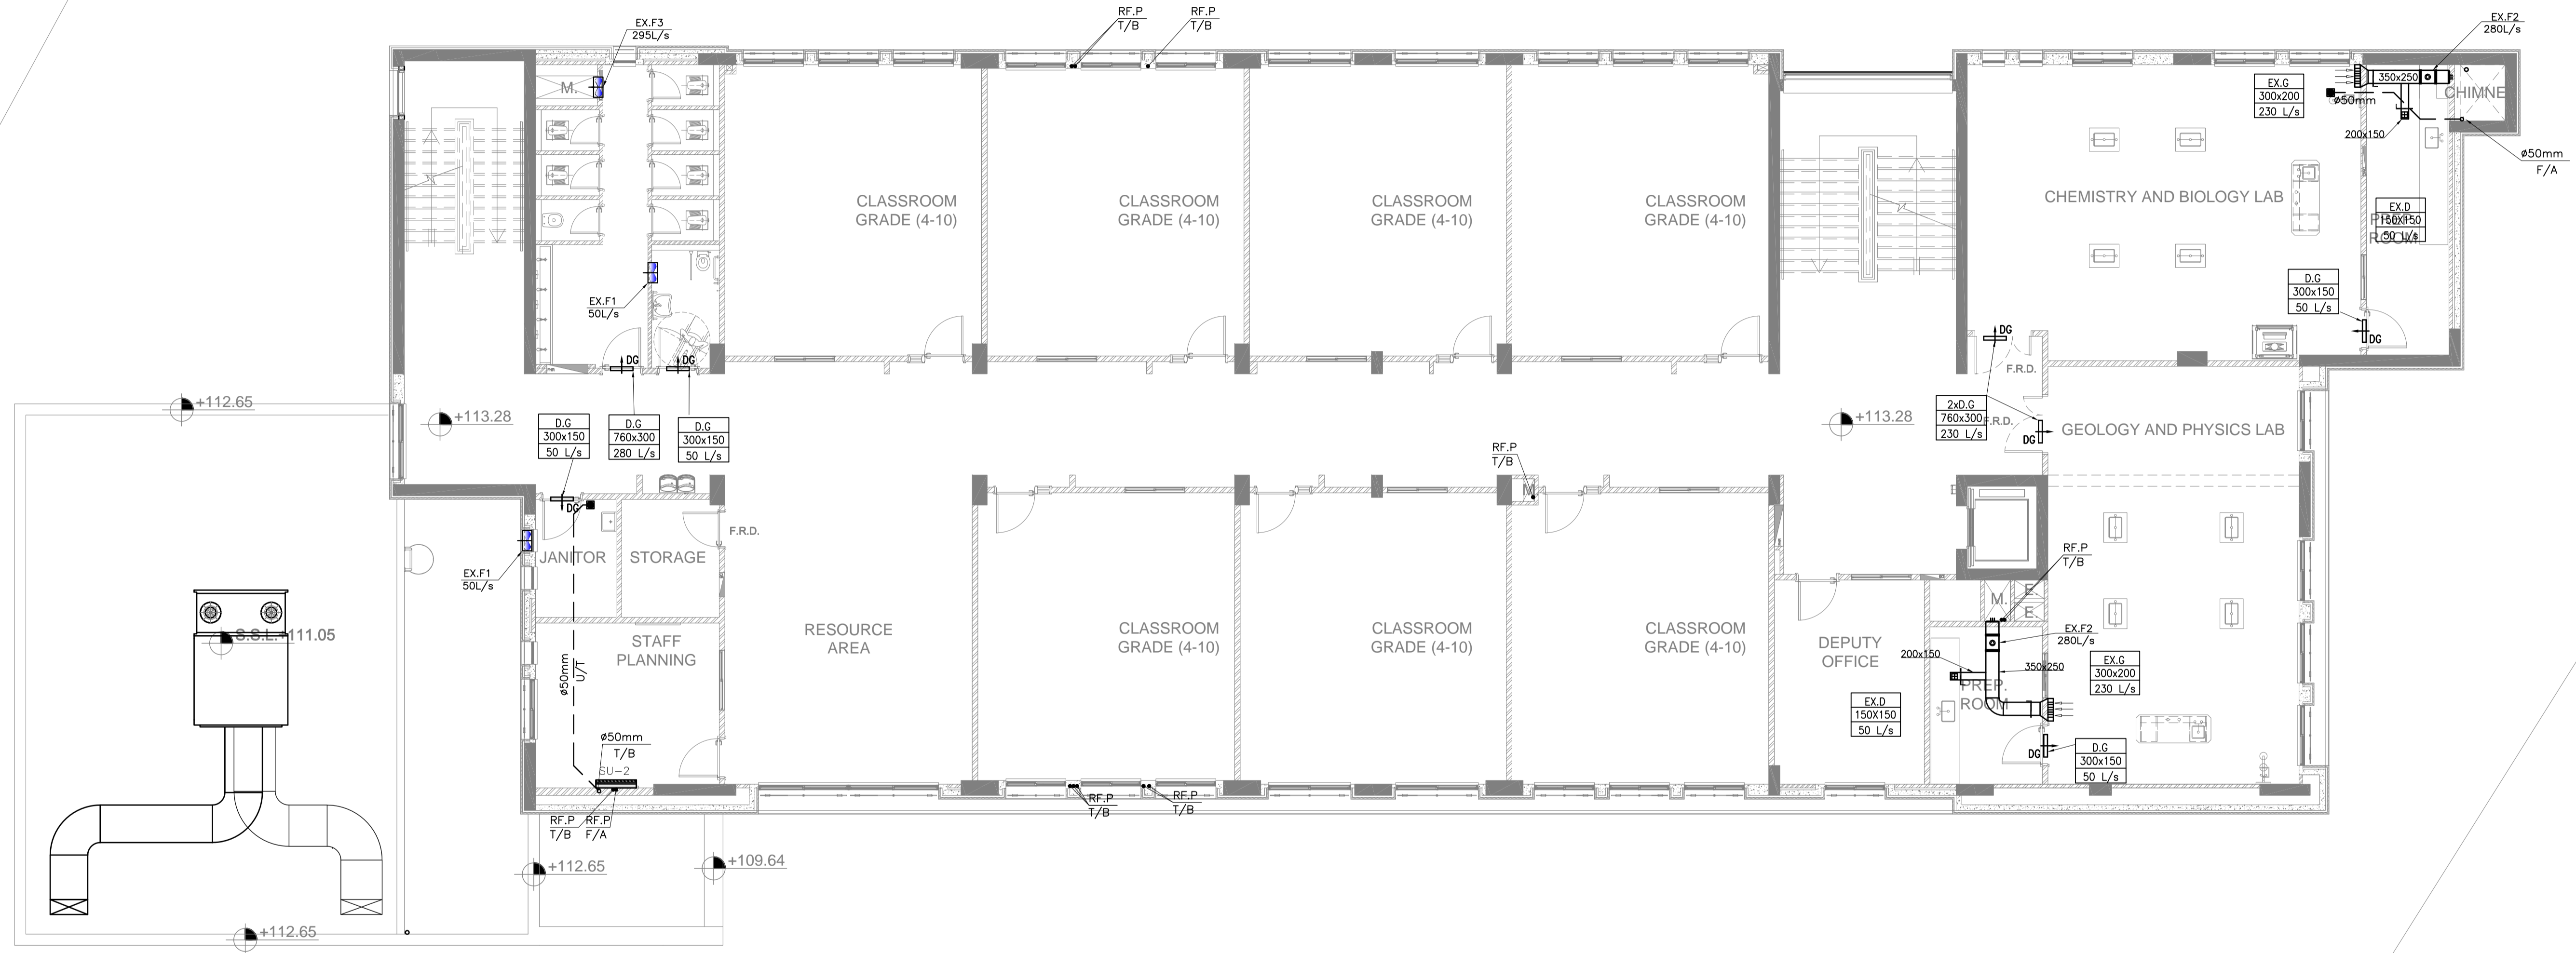 RF.P
T/B
RF.P
T/B
EX.F3
295L/s
EX.F2
280L/s
M.
EX.G
300x200
230 L/s
350x250
CHIMNE
ø50mm
200x150
ø50mm
F/A
CLASSROOM
GRADE (4-10)
CLASSROOM
GRADE (4-10)
CLASSROOM
GRADE (4-10)
CLASSROOM
GRADE (4-10)
CHEMISTRY AND BIOLOGY LAB
EX.D
150X150
50 L/s
PREP.
ROOM
EX.F1
50L/s
D.G
300x150
50 L/s
DG
DG
DG
DG
F.R.D.
+112.65
+113.28
D.G
300x150
50 L/s
D.G
760x300
280 L/s
D.G
300x150
50 L/s
+113.28
2xD.G
760x300
230 L/s
F.R.D.
DG
GEOLOGY AND PHYSICS LAB
RF.P
T/B
M
DG
F.R.D.
JANITOR
STORAGE
EX.F1
50L/s
RF.P
T/B
M.
E
E
S.S.L.+111.05
STAFF
PLANNING
RESOURCE
AREA
CLASSROOM
GRADE (4-10)
CLASSROOM
GRADE (4-10)
CLASSROOM
GRADE (4-10)
DEPUTY
OFFICE
EX.F2
280L/s
200x150
350x250
EX.G
300x200
230 L/s
PREP.
ROOM
EX.D
150X150
50 L/s
ø50mm
U/T
ø50mm
T/B
SU-2
DG
D.G
300x150
50 L/s
RF.P
T/B
RF.P
F/A
RF.P
T/B
RF.P
T/B
+112.65
+109.64
+112.65